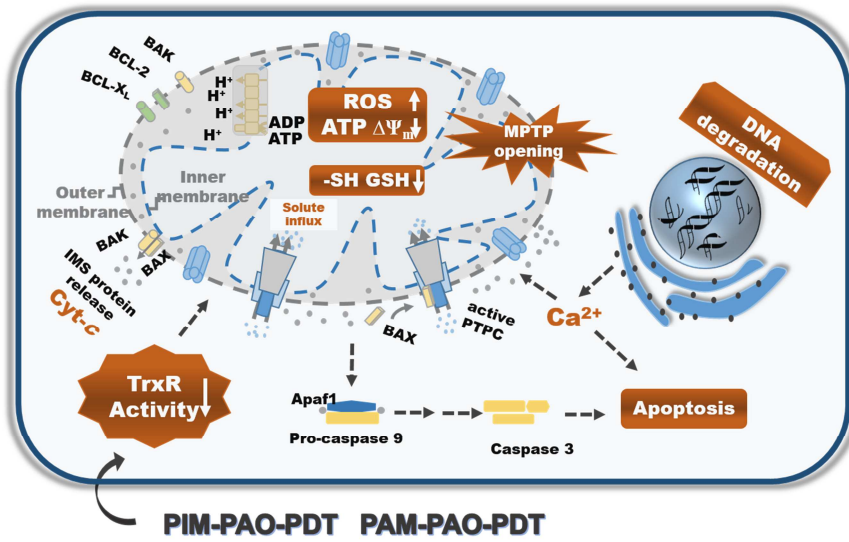 BAK
BCL-2
BCL-XL
H+
H+
H+
H+
ADP
ATP
ROS
ATP ΔΨm
-SH GSH
MPTP
opening
DNA
degradation
Outer
membrane
Inner
membrane
Solute
influx
BAK
BAX
IMS protein
release
Cyt-c
BAX
active
PTPC
Ca2+
TrxR
Activity
Apaf1
Pro-caspase 9
Caspase 3
Apoptosis
PIM-PAO-PDT PAM-PAO-PDT